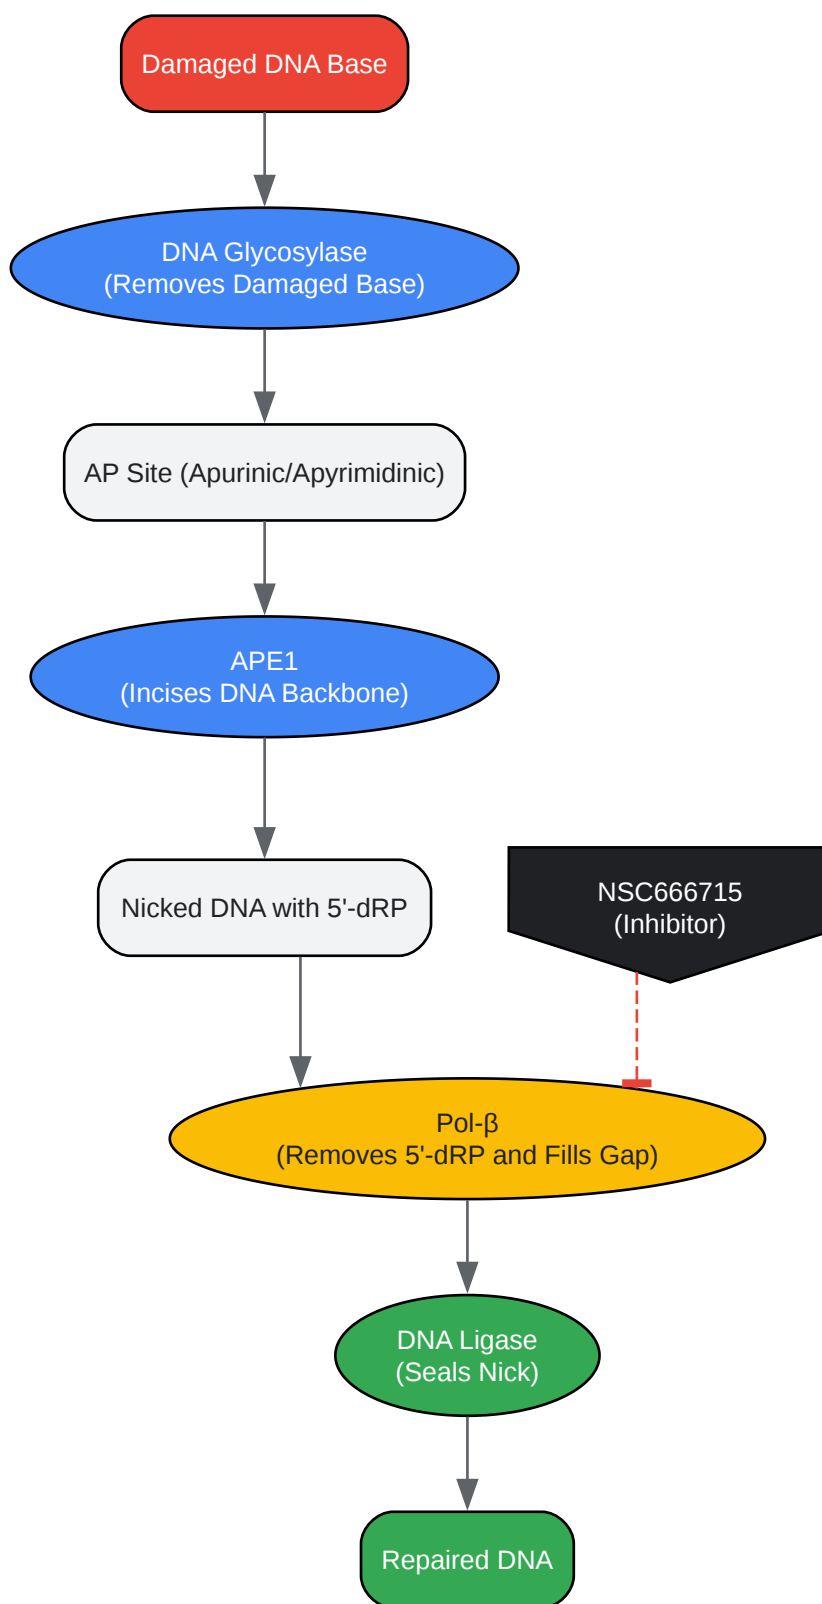 Damaged DNA Base
DNA Glycosylase
(Removes Damaged Base)
AP Site (Apurinic/Apyrimidinic)
APE1
(Incises DNA Backbone)
Nicked DNA with 5'-dRP
NSC666715
(Inhibitor)
Pol-β
(Removes 5'-dRP and Fills Gap)
DNA Ligase
(Seals Nick)
Repaired DNA